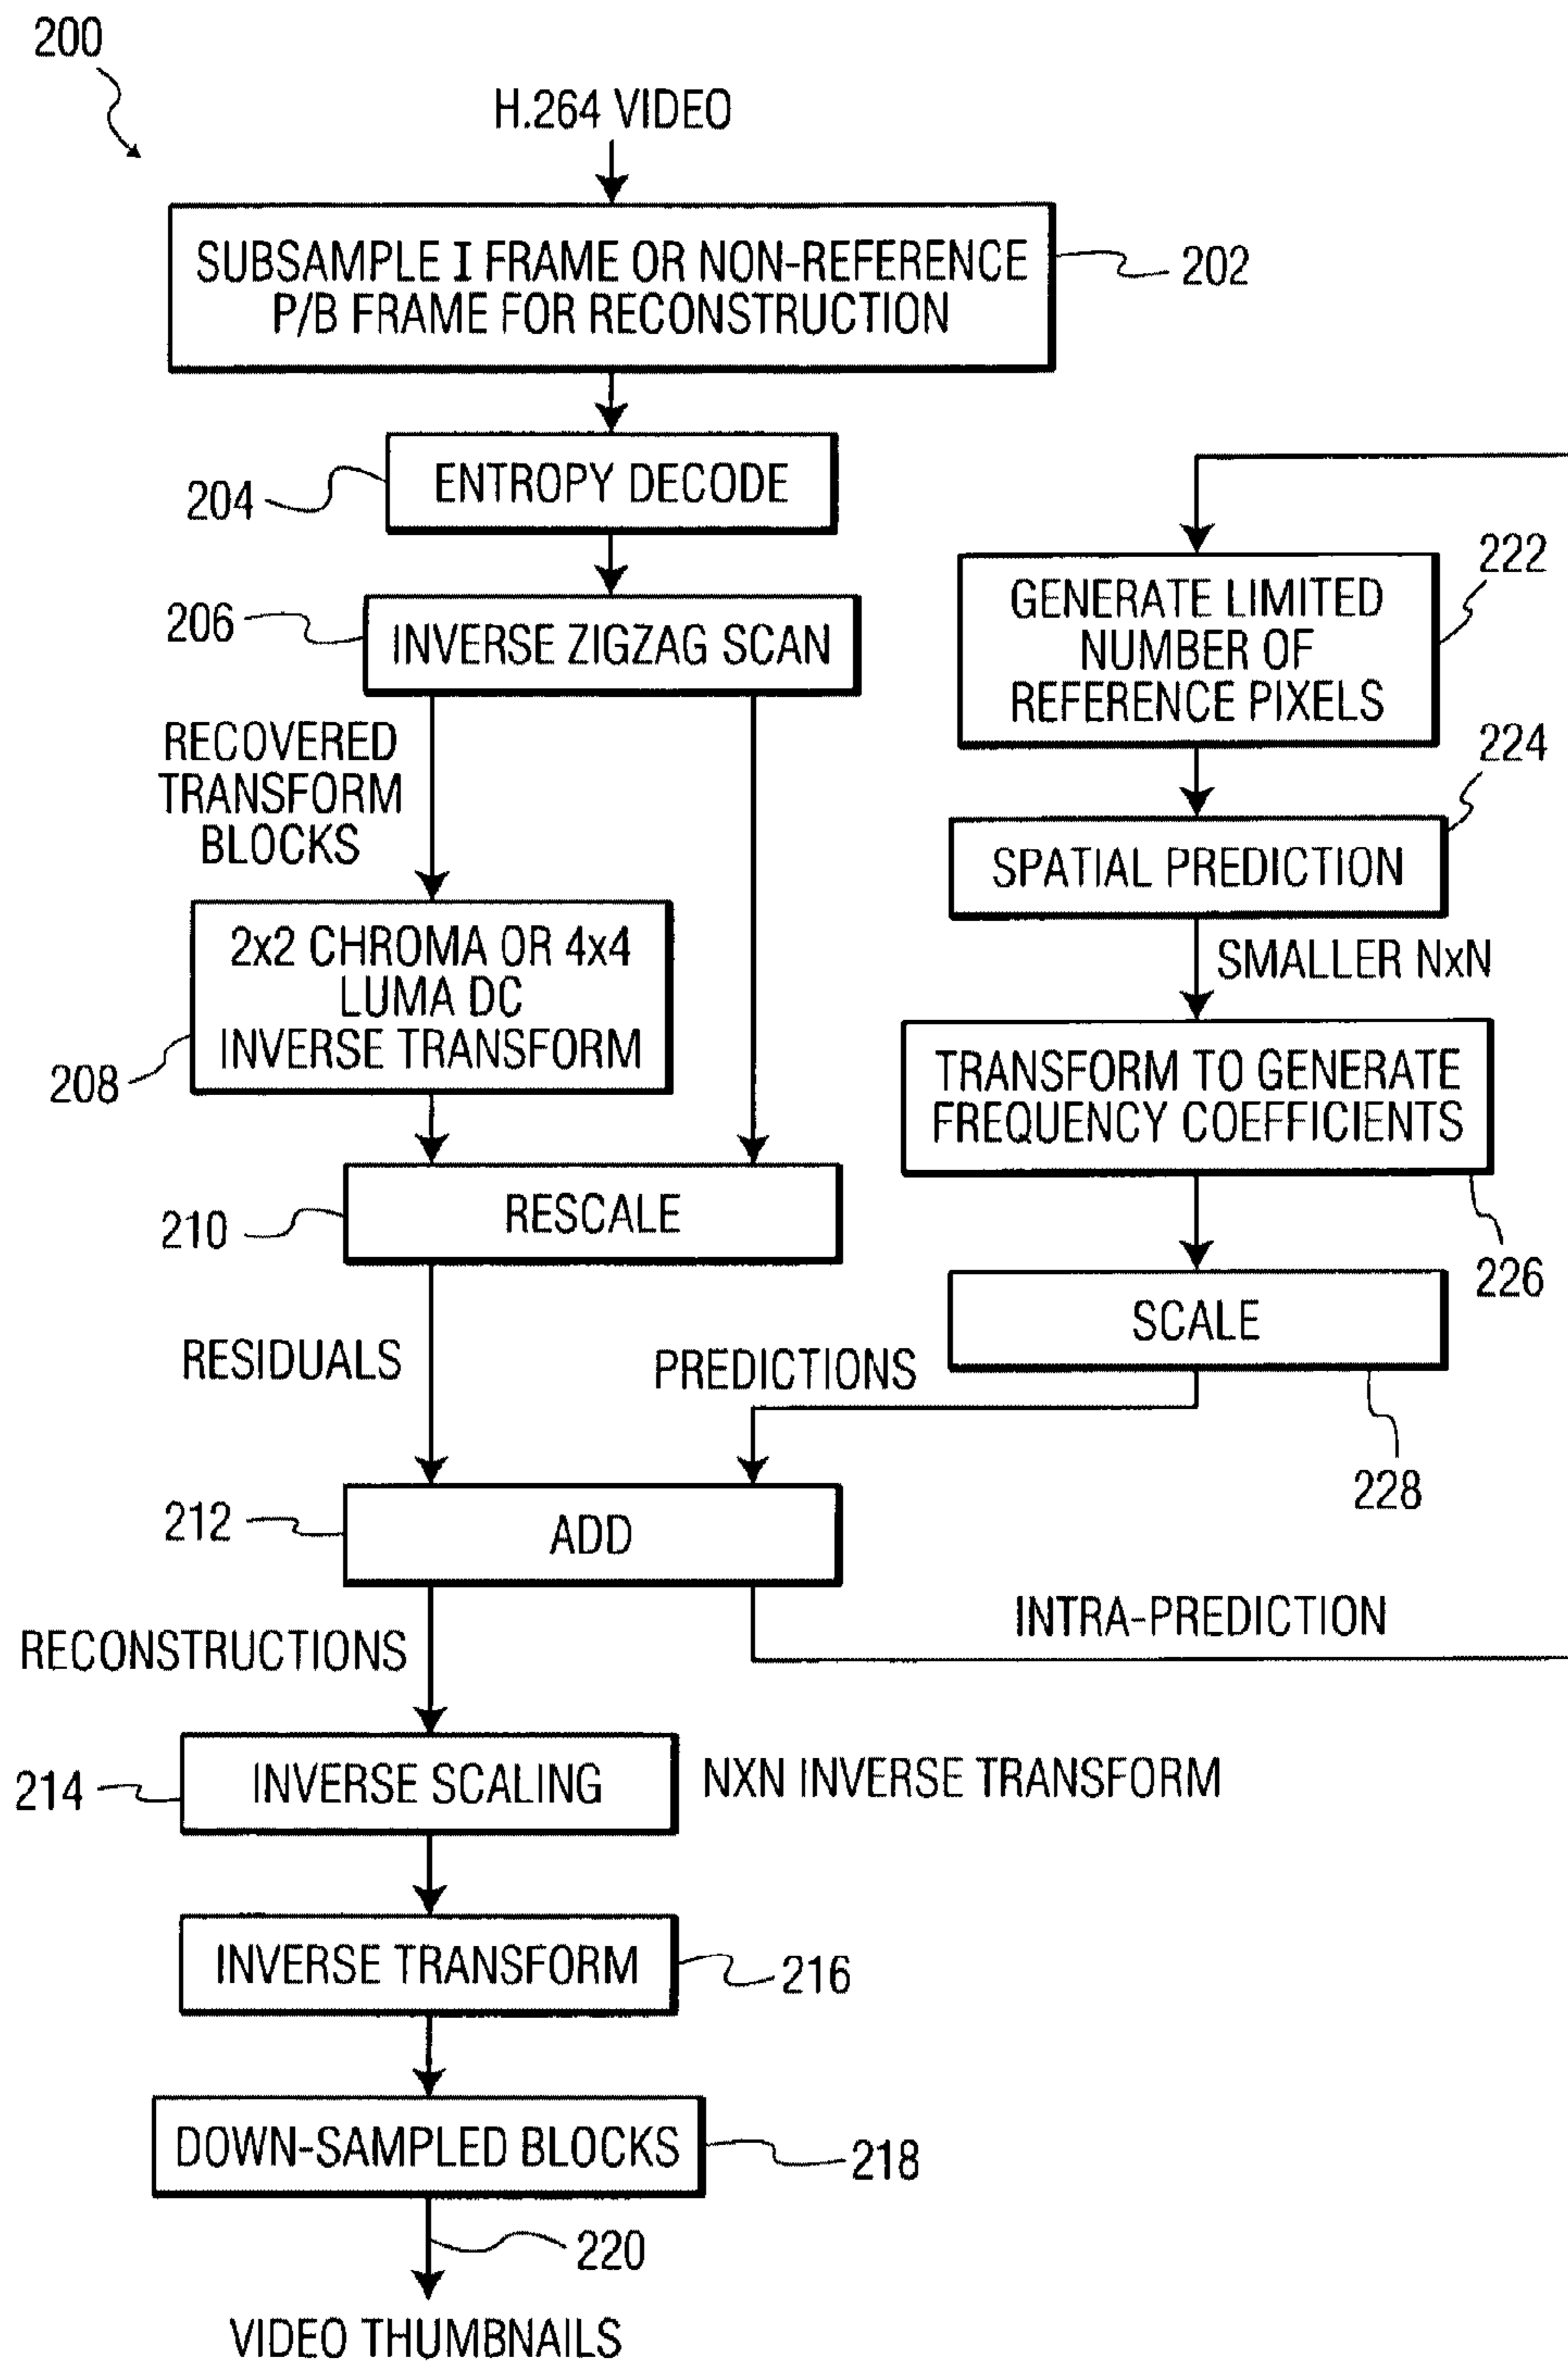 200
H.264 VIDEO
SUBSAMPLE I FRAME OR NON-REFERENCE
P/B FRAME FOR RECONSTRUCTION
202
ENTROPY DECODE
204
INVERSE ZIGZAG SCAN
206
RECOVERED
TRANSFORM
BLOCKS
2x2 CHROMA OR 4x4
LUMA DC
INVERSE TRANSFORM
208
RESCALE
210
RESIDUALS
PREDICTIONS
ADD
212
GENERATE LIMITED
NUMBER OF
REFERENCE PIXELS
222
SPATIAL PREDICTION
224
SMALLER NxN
TRANSFORM TO GENERATE
FREQUENCY COEFFICIENTS
226
SCALE
228
INTRA-PREDICTION
RECONSTRUCTIONS
INVERSE SCALING
214
NXN INVERSE TRANSFORM
INVERSE TRANSFORM
216
DOWN-SAMPLED BLOCKS
218
220
VIDEO THUMBNAILS